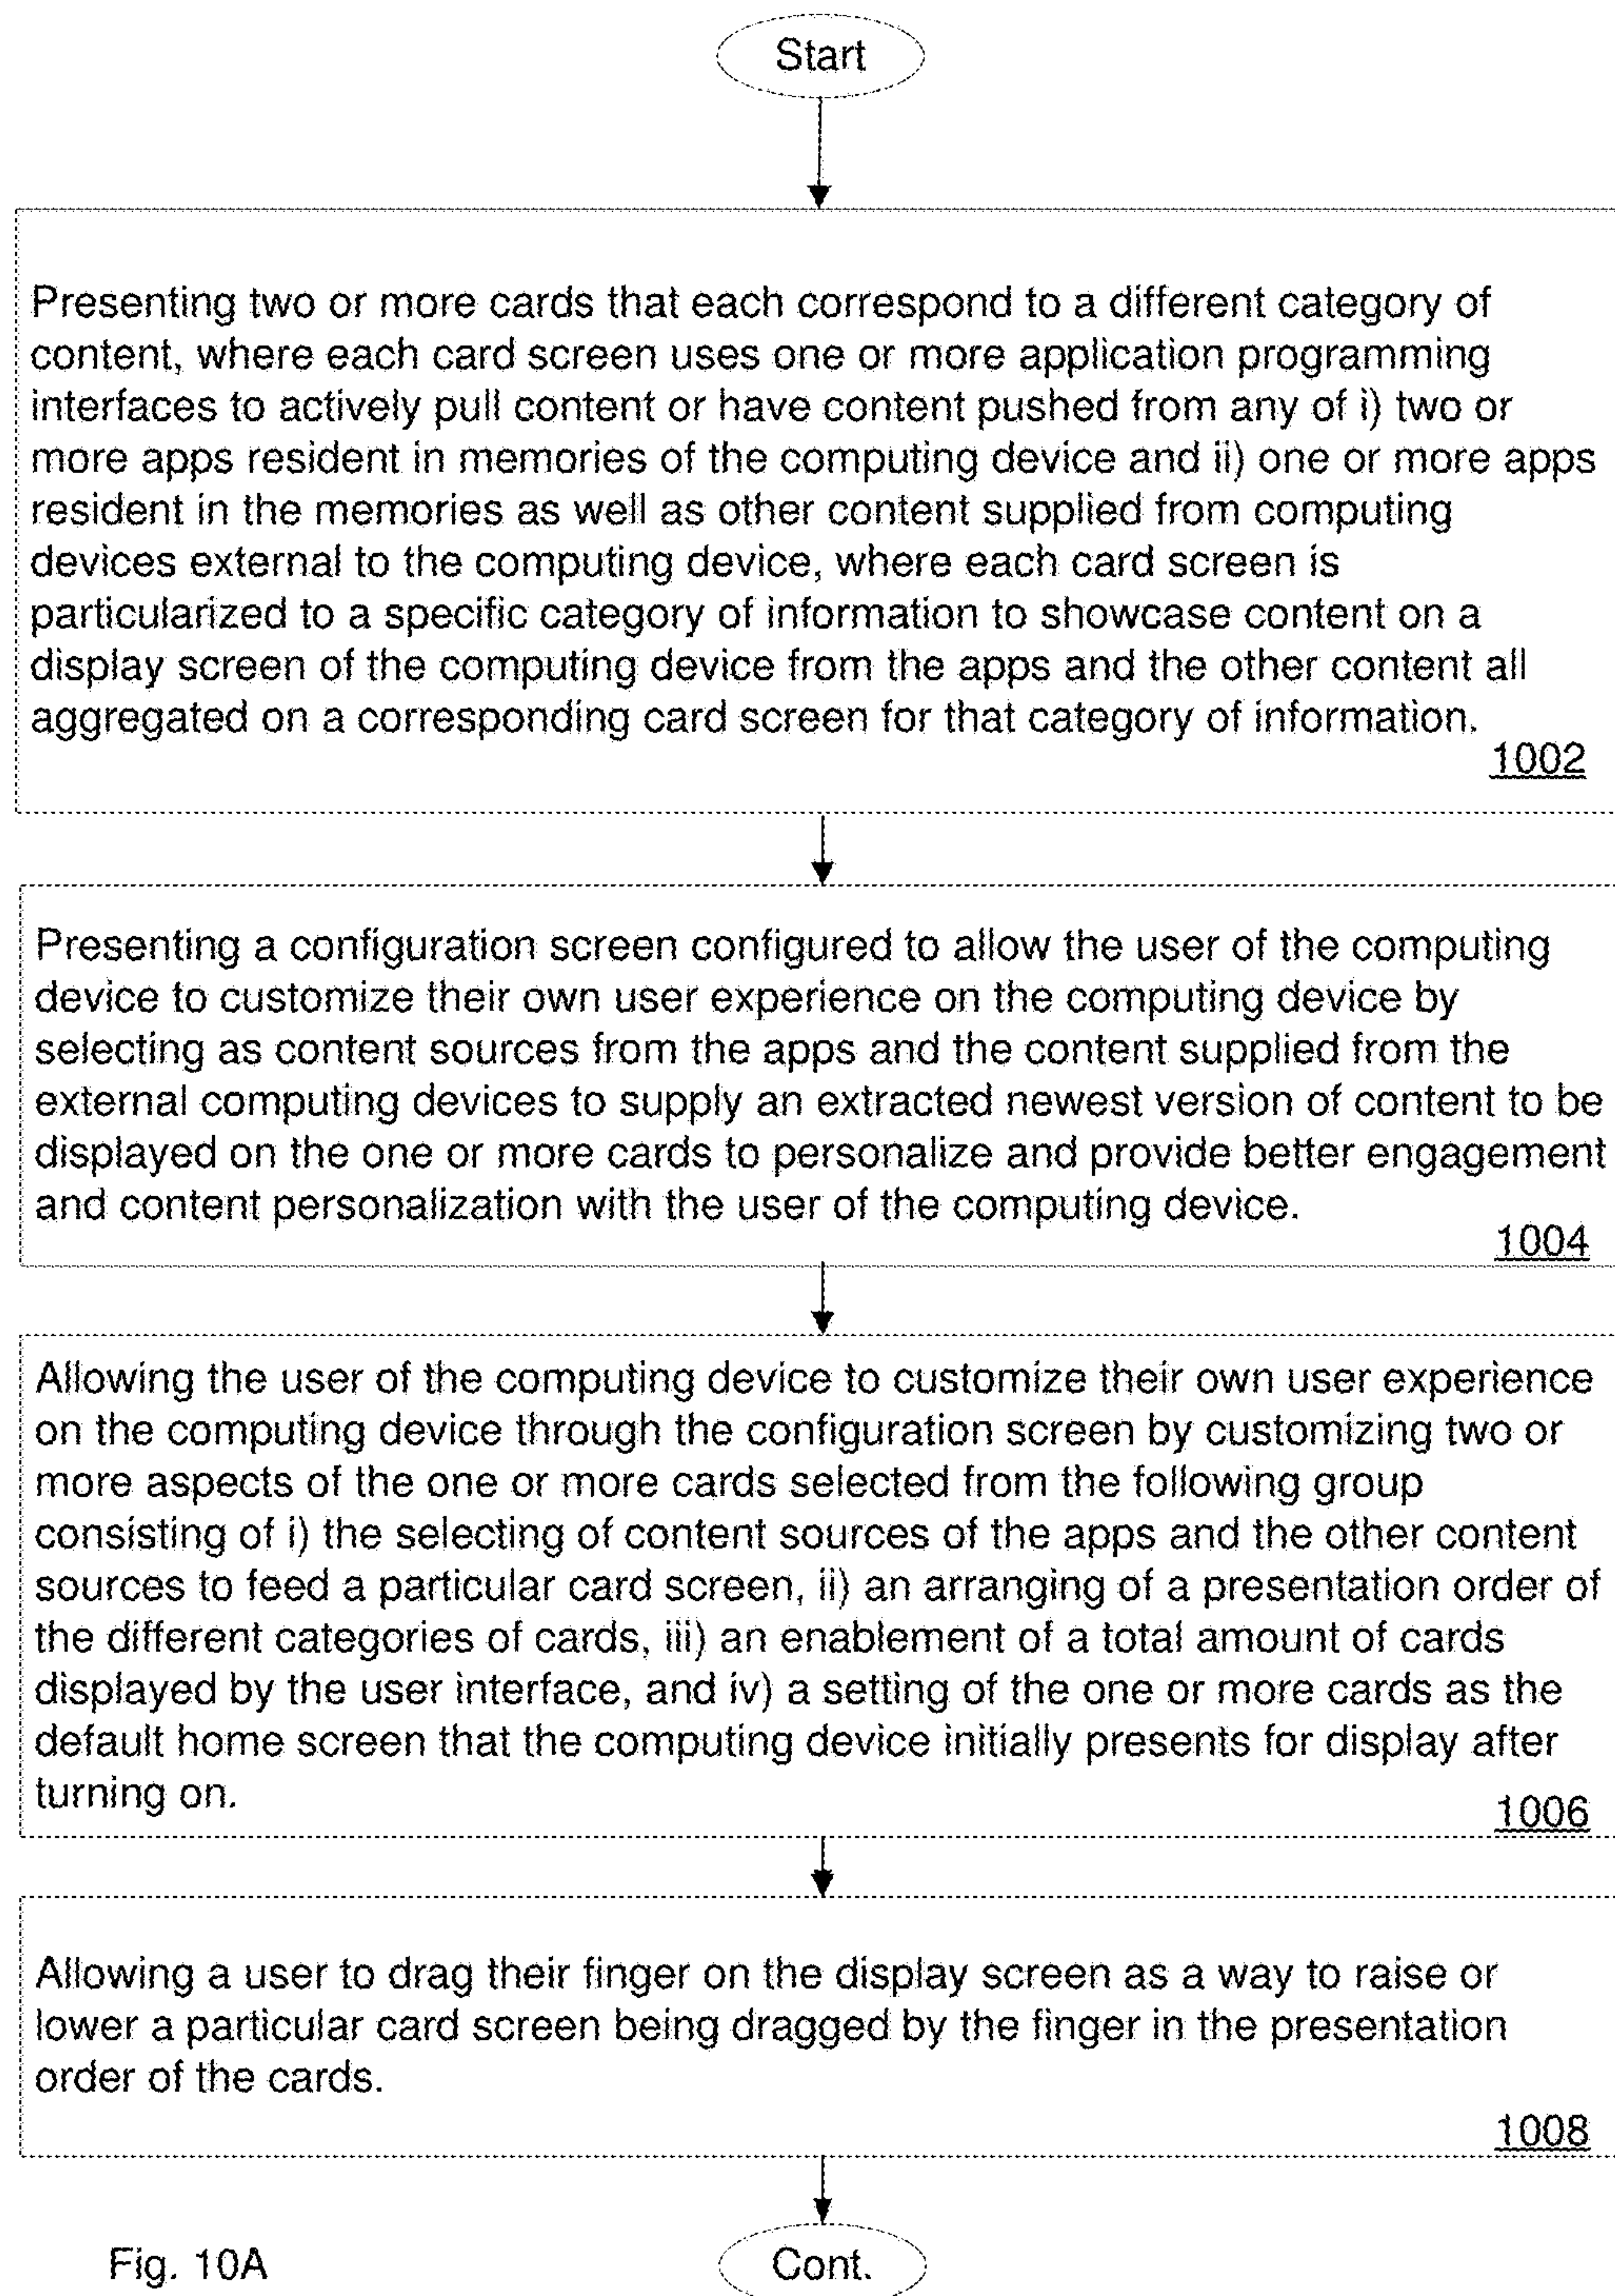 Start
Presenting two or more cards that each correspond to a different category of
content, where each card screen uses one or more application programming
interfaces to actively pull content or have content pushed from any of i) two or
more apps resident in memories of the computing device and ii) one or more apps
resident in the memories as well as other content supplied from computing
devices external to the computing device, where each card screen is
particularized to a specific category of information to showcase content on a
display screen of the computing device from the apps and the other content all
aggregated on a corresponding card screen for that category of information.
1002
Presenting a configuration screen configured to allow the user of the computing
device to customize their own user experience on the computing device by
selecting as content sources from the apps and the content supplied from the
external computing devices to supply an extracted newest version of content to be
displayed on the one or more cards to personalize and provide better engagement
and content personalization with the user of the computing device.
1004
Allowing the user of the computing device to customize their own user experience
on the computing device through the configuration screen by customizing two or
more aspects of the one or more cards selected from the following group
consisting of i) the selecting of content sources of the apps and the other content
sources to feed a particular card screen, ii) an arranging of a presentation order of
the different categories of cards, iii) an enablement of a total amount of cards
displayed by the user interface, and iv) a setting of the one or more cards as the
default home screen that the computing device initially presents for display after
turning on.
1006
Allowing a user to drag their finger on the display screen as a way to raise or
lower a particular card screen being dragged by the finger in the presentation
order of the cards.
1008
Fig. 10A
Cont.